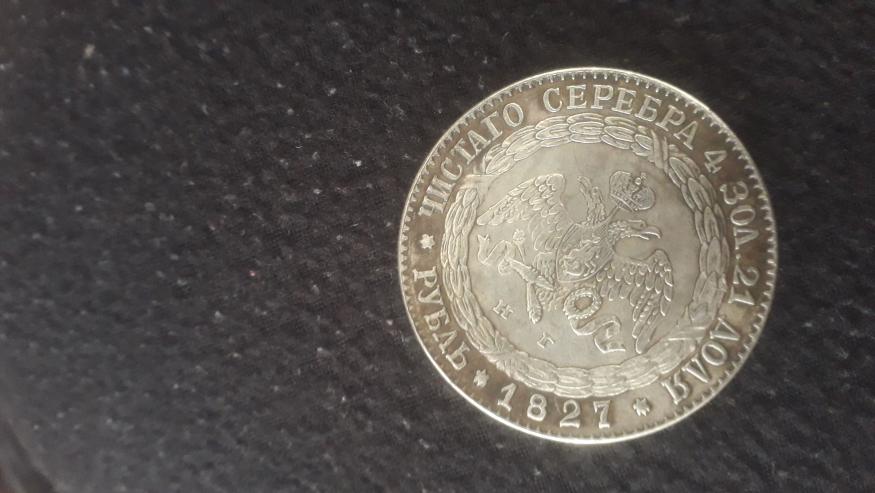 ЧИСТАГО СЕРЕБРА 4 ЗОЛ 21 ДОЛЯ
* 1827 *
РУБЛЬ *
Н Г